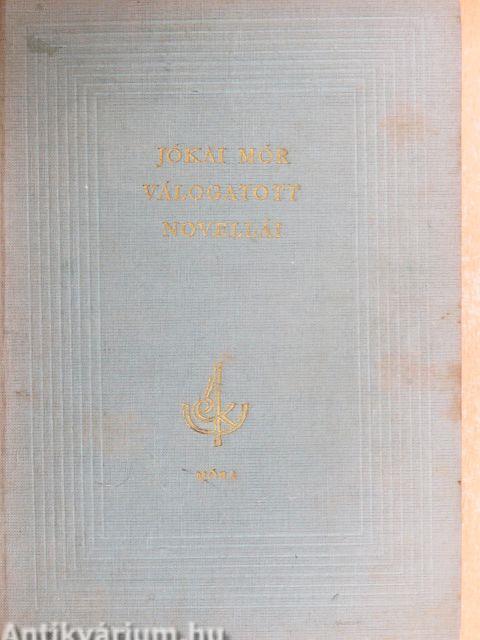 JÓKAI MÓR
VÁLOGATOTT
NOVELLÁI
ÉK
MÓRA
Antikvárium.hu